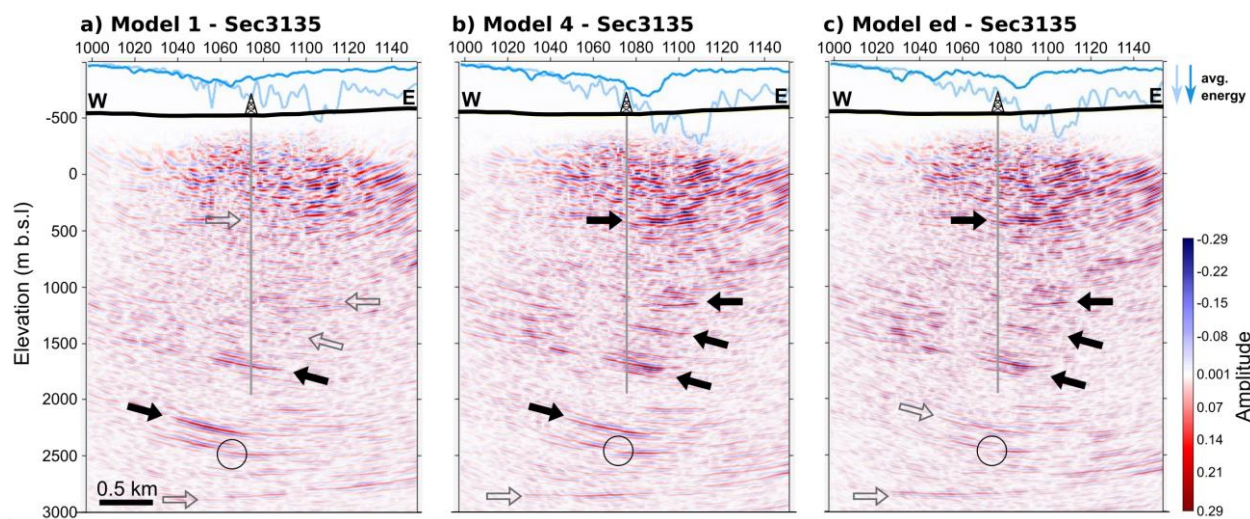 a) Model 1 - Sec3135
1000 1020 1040 1060 1080 1100 1120 1140
b) Model 4 - Sec3135
1000 1020 1040 1060 1080 1100 1120 1140
c) Model ed - Sec3135
1000 1020 1040 1060 1080 1100 1120 1140
avg.
energy
W
E
W
E
W
E
Elevation (m b.s.l)
-500
0
500
1000
1500
2000
2500
3000
0.5 km
-0.29
-0.22
-0.15
-0.08
0.001
0.07
0.14
0.21
0.29
Amplitude